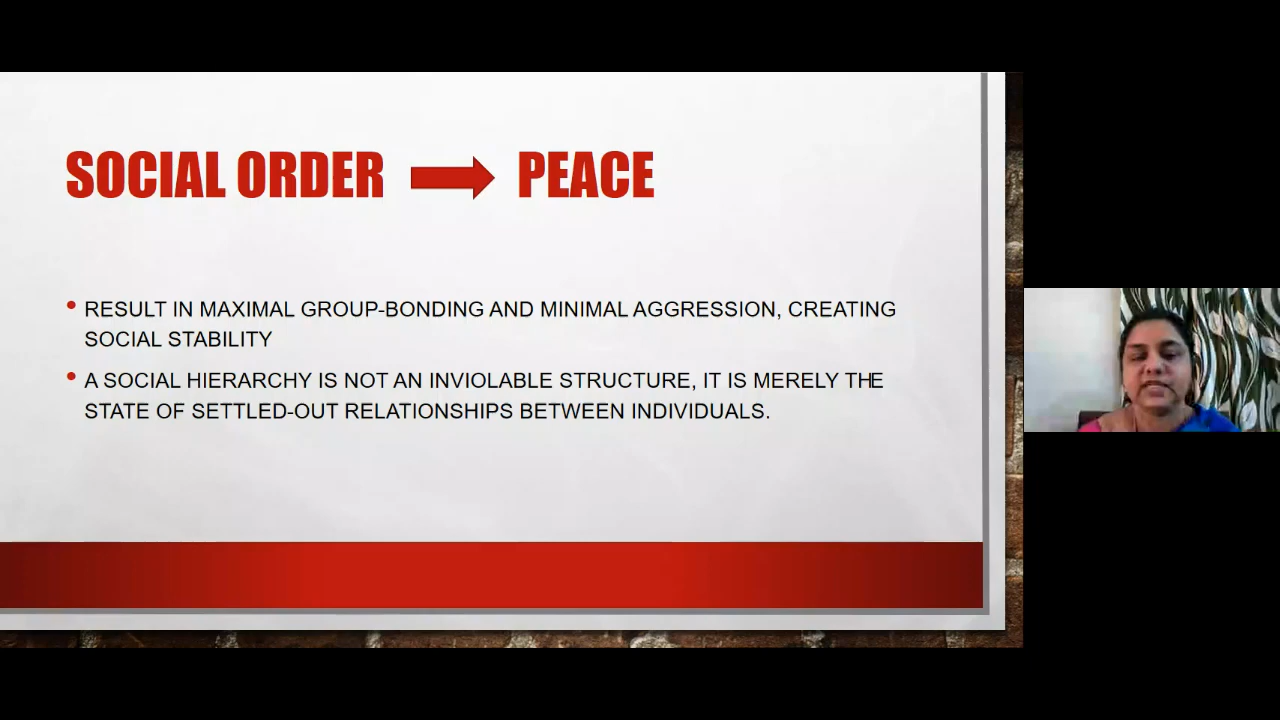 SOCIAL ORDER PEACE
• RESULT IN MAXIMAL GROUP-BONDING AND MINIMAL AGGRESSION, CREATING
SOCIAL STABILITY
• A SOCIAL HIERARCHY IS NOT AN INVIOLABLE STRUCTURE, IT IS MERELY THE
STATE OF SETTLED-OUT RELATIONSHIPS BETWEEN INDIVIDUALS.